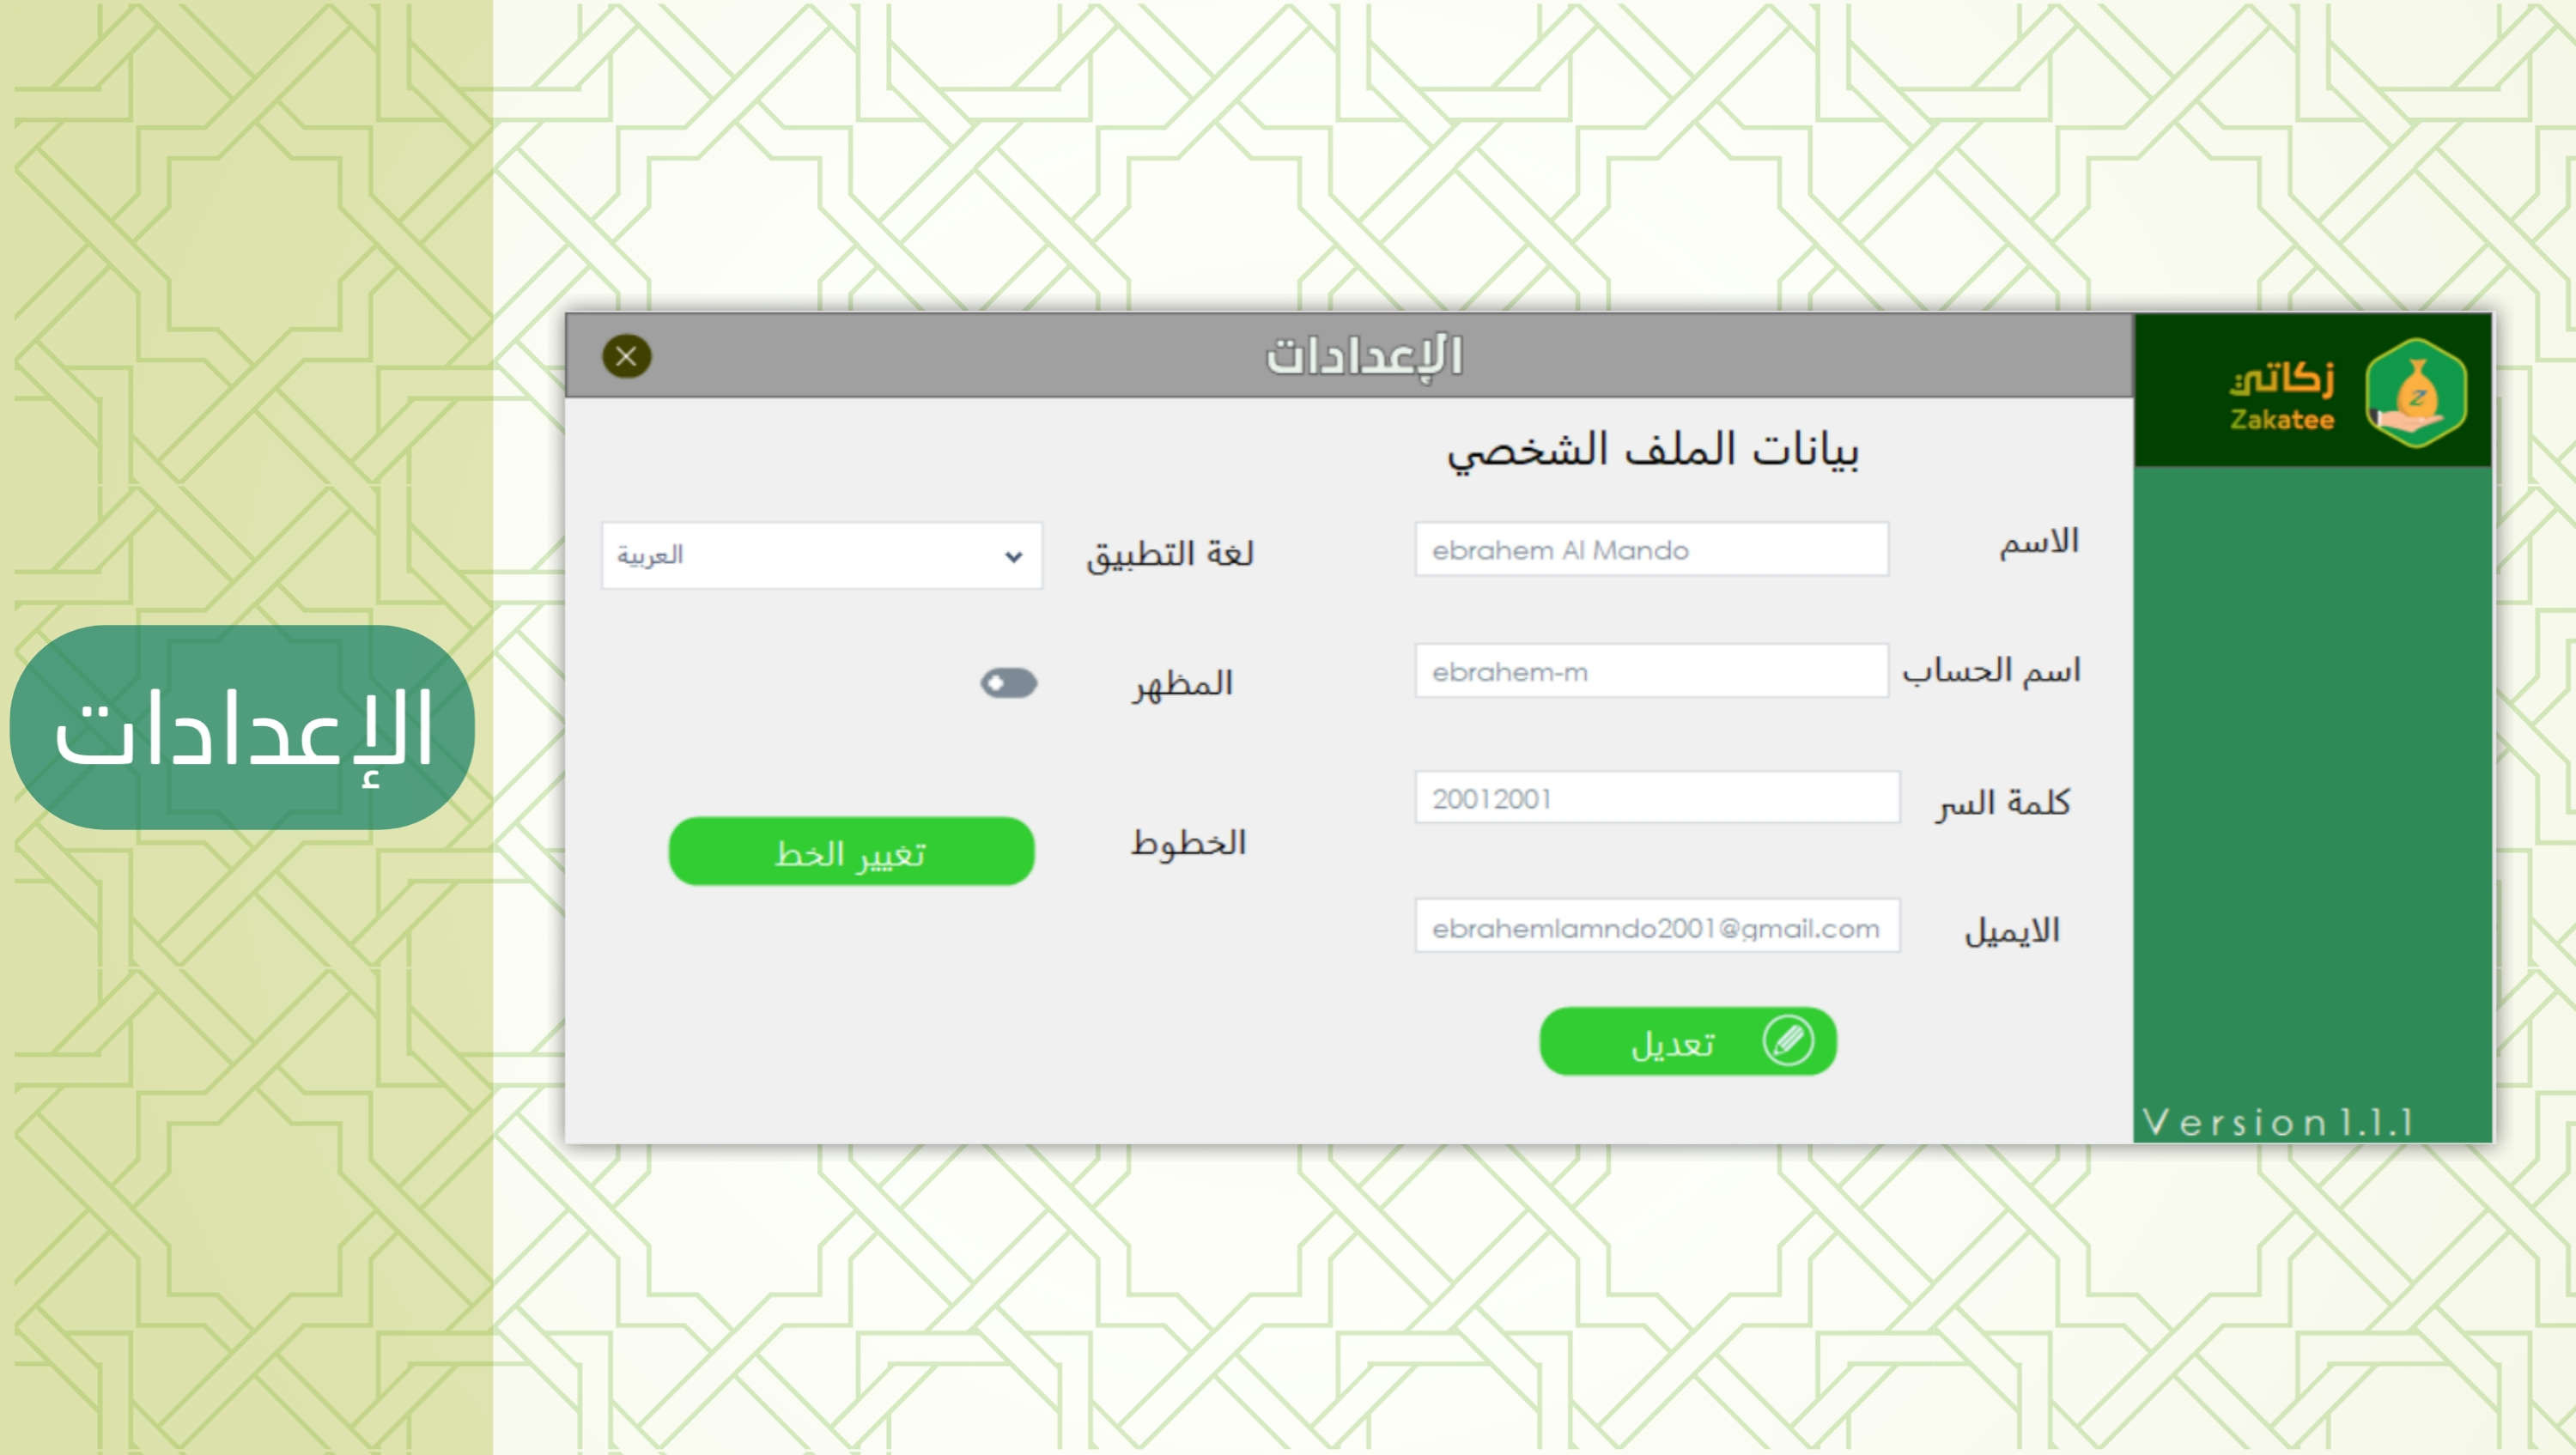 الإعدادات
زكاتي
Zakatee
الإعدادات
بيانات الملف الشخصي
الاسم
ebrahem Al Mando
لغة التطبيق
العربية
اسم الحساب
ebrahem-m
المظهر
كلمة السر
20012001
الخطوط
تغيير الخط
الايميل
ebrahemlamndo2001@gmail.com
تعديل
Version1.1.1